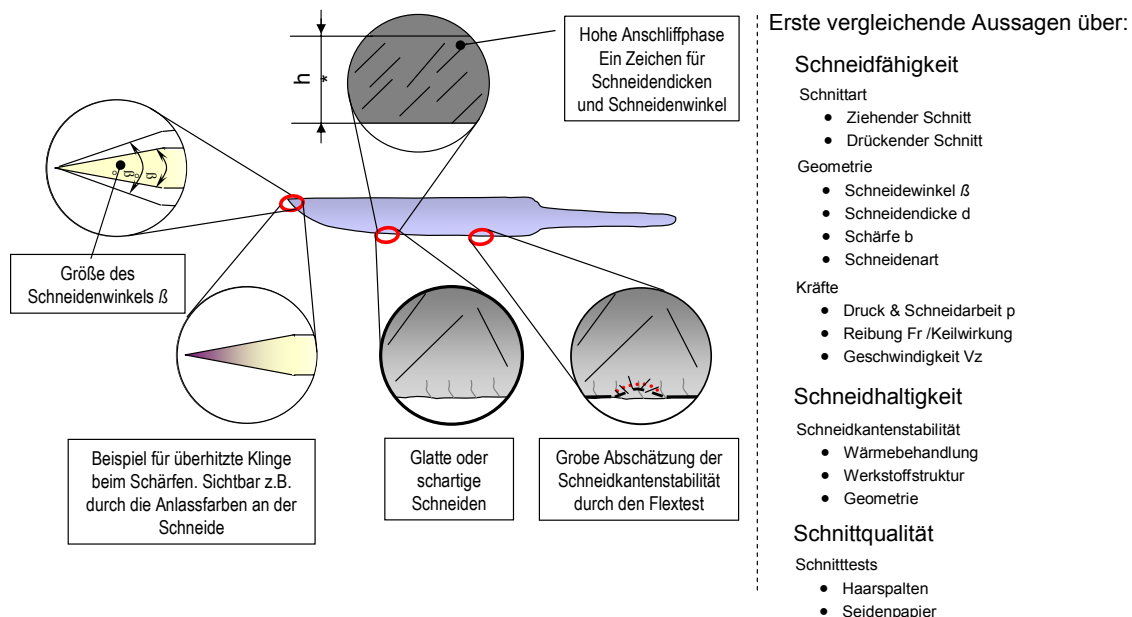 Hohe Anschliffphase
Ein Zeichen für
Schneidendicken
und Schneidenwinkel
h
*
ß
°
ß
°
Größe des
Schneidenwinkels ß
Beispiel für überhitzte Klinge
beim Schärfen. Sichtbar z.B.
durch die Anlassfarben an der
Schneide
Glatte oder
schartige
Schneiden
Grobe Abschätzung der
Schneidkantenstabilität
durch den Flextest
Erste vergleichende Aussagen über:
Schneidfähigkeit
Schnittart
● Ziehender Schnitt
● Drückender Schnitt
Geometrie
● Schneidewinkel ß
● Schneidendicke d
● Schärfe b
● Schneidenart
Kräfte
● Druck & Schneidarbeit p
● Reibung Fr /Keilwirkung
● Geschwindigkeit Vz
Schneidhaltigkeit
Schneidkantenstabilität
● Wärmebehandlung
● Werkstoffstruktur
● Geometrie
Schnittqualität
Schnitttests
● Haarspalten
● Seidenpapier